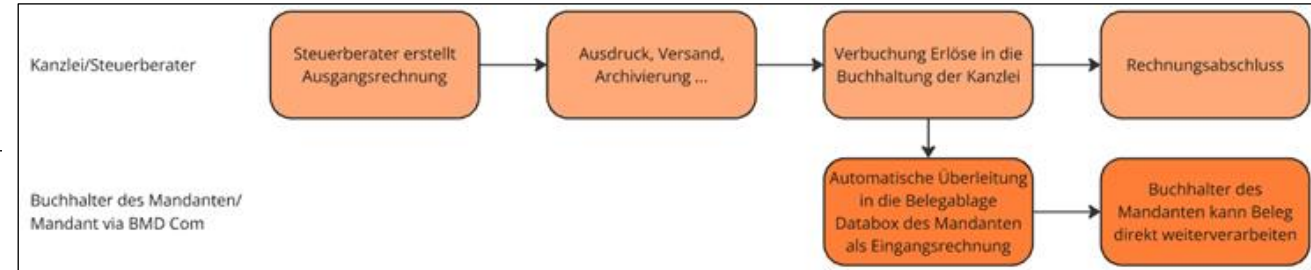 Kanzlei/Steuerberater
Steuerberater erstellt
Ausgangsrechnung
Ausdruck, Versand,
Archivierung ...
Verbuchung Erlöse in die
Buchhaltung der Kanzlei
Rechnungsabschluss
Buchhalter des Mandanten/
Mandant via BMD Com
Automatische Überleitung
in die Belegablage
Databox des Mandanten
als Eingangsrechnung
Buchhalter des
Mandanten kann Beleg
direkt weiterverarbeiten